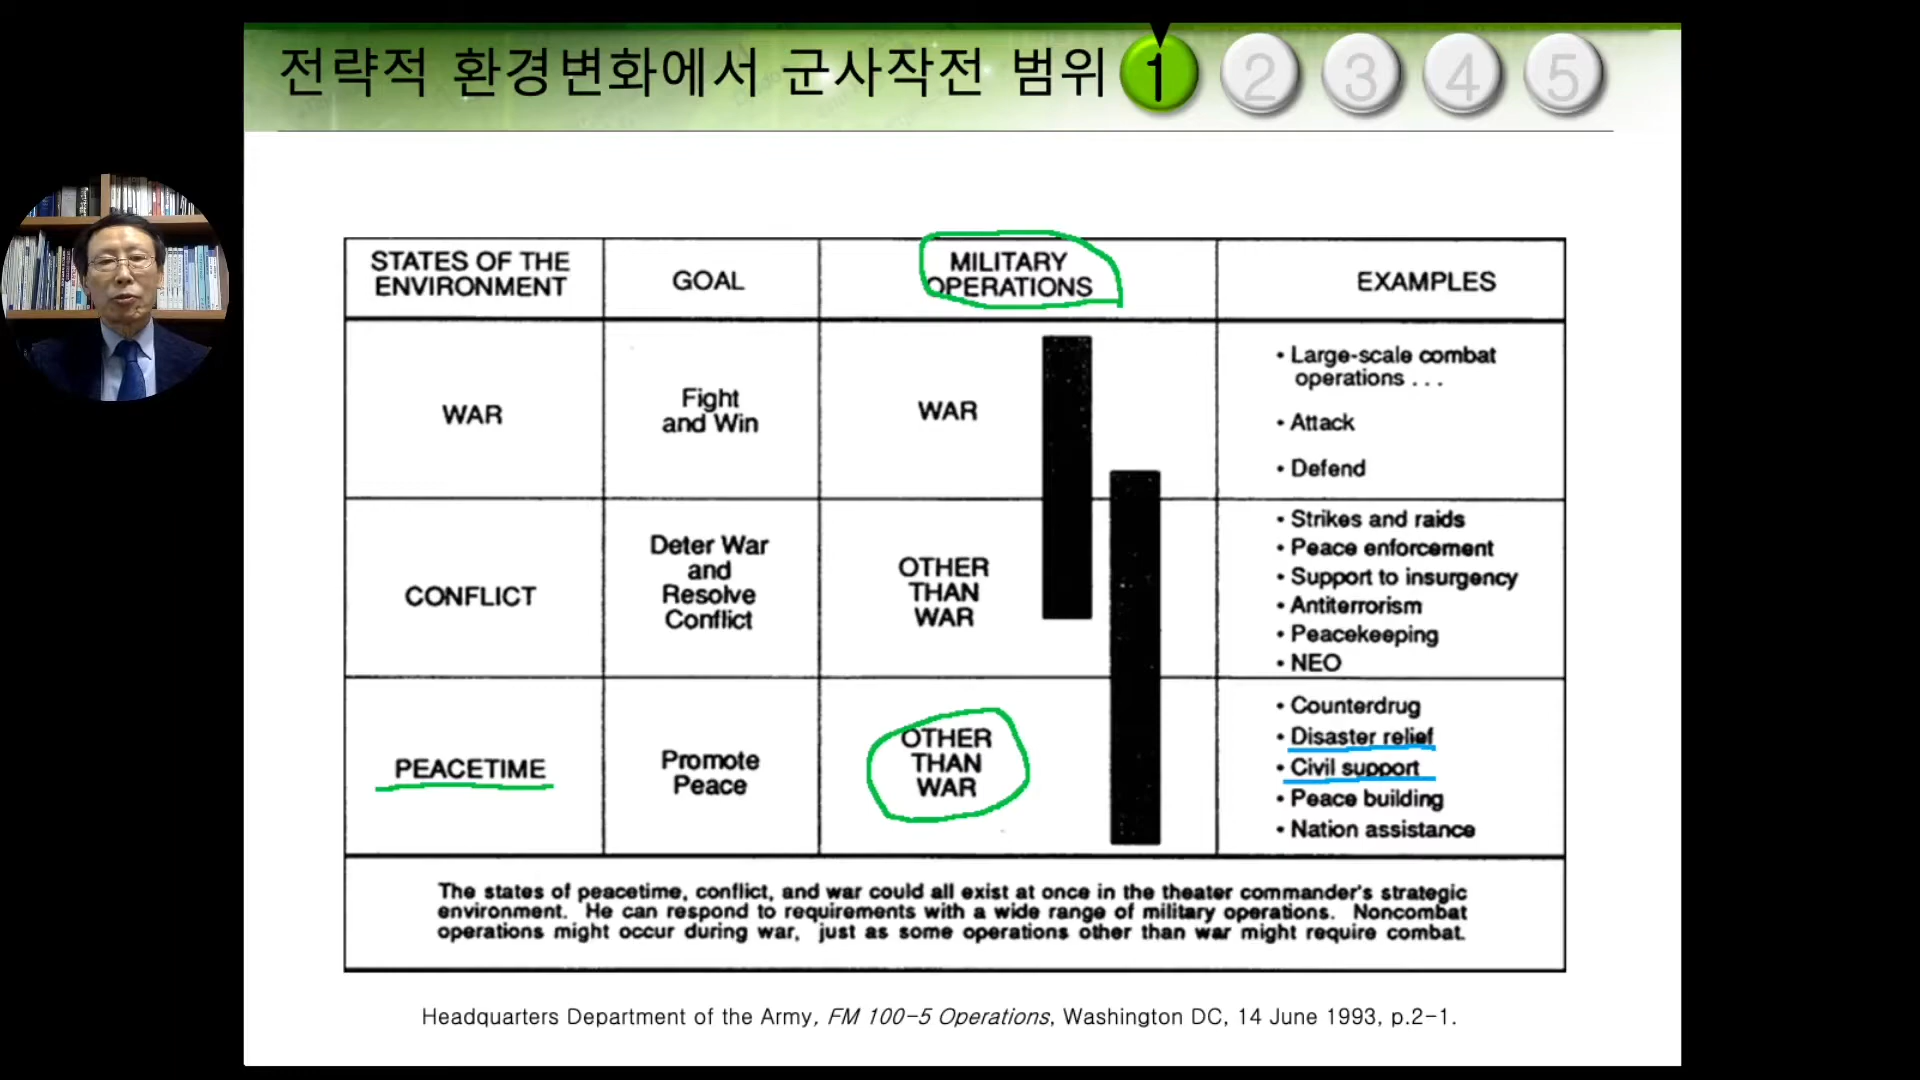 전략적 환경변화에서 군사작전 범위
1 2 3 4 5
STATES OF THE
ENVIRONMENT
GOAL
MILITARY
OPERATIONS
EXAMPLES
WAR
Fight
and Win
WAR
• Large-scale combat
operations . . .
• Attack
• Defend
CONFLICT
Deter War
and
Resolve
Conflict
OTHER
THAN
WAR
• Strikes and raids
• Peace enforcement
• Support to insurgency
• Antiterrorism
• Peacekeeping
• NEO
PEACETIME
Promote
Peace
OTHER
THAN
WAR
• Counterdrug
• Disaster relief
• Civil support
• Peace building
• Nation assistance
The states of peacetime, conflict, and war could all exist at once in the theater commander's strategic
environment. He can respond to requirements with a wide range of military operations. Noncombat
operations might occur during war, just as some operations other than war might require combat.
Headquarters Department of the Army, FM 100-5 Operations, Washington DC, 14 June 1993, p.2-1.